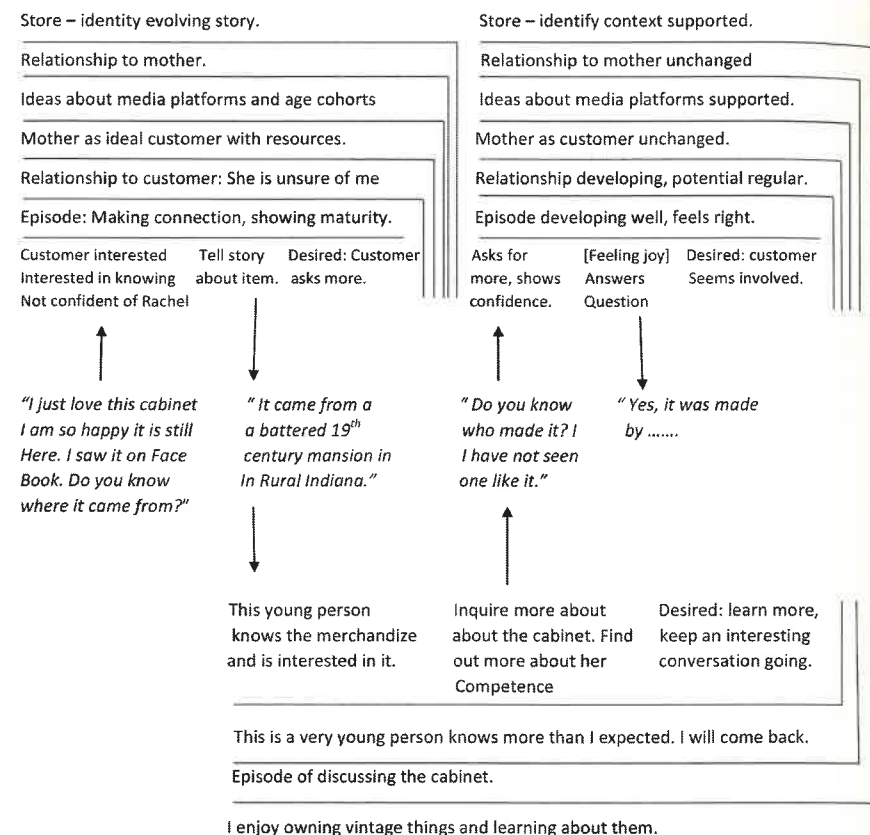 Store – identity evolving story.
Relationship to mother.
Ideas about media platforms and age cohorts
Mother as ideal customer with resources.
Relationship to customer: She is unsure of me
Episode: Making connection, showing maturity.
Customer interested
Interested in knowing
Not confident of Rachel
Tell story
about item.
Desired: Customer
asks more.
Store – identify context supported.
Relationship to mother unchanged
Ideas about media platforms supported.
Mother as customer unchanged.
Relationship developing, potential regular.
Episode developing well, feels right.
Asks for
more, shows
confidence.
[Feeling joy]
Answers
Question
Desired: customer
Seems involved.
"I just love this cabinet
I am so happy it is still
Here. I saw it on Face
Book. Do you know
where it came from?"
" It came from a
a battered 19th
century mansion in
In Rural Indiana."
" Do you know
who made it? I
I have not seen
one like it."
" Yes, it was made
by .......
This young person
knows the merchandize
and is interested in it.
Inquire more about
about the cabinet. Find
out more about her
Competence
Desired: learn more,
keep an interesting
conversation going.
This is a very young person knows more than I expected. I will come back.
Episode of discussing the cabinet.
I enjoy owning vintage things and learning about them.